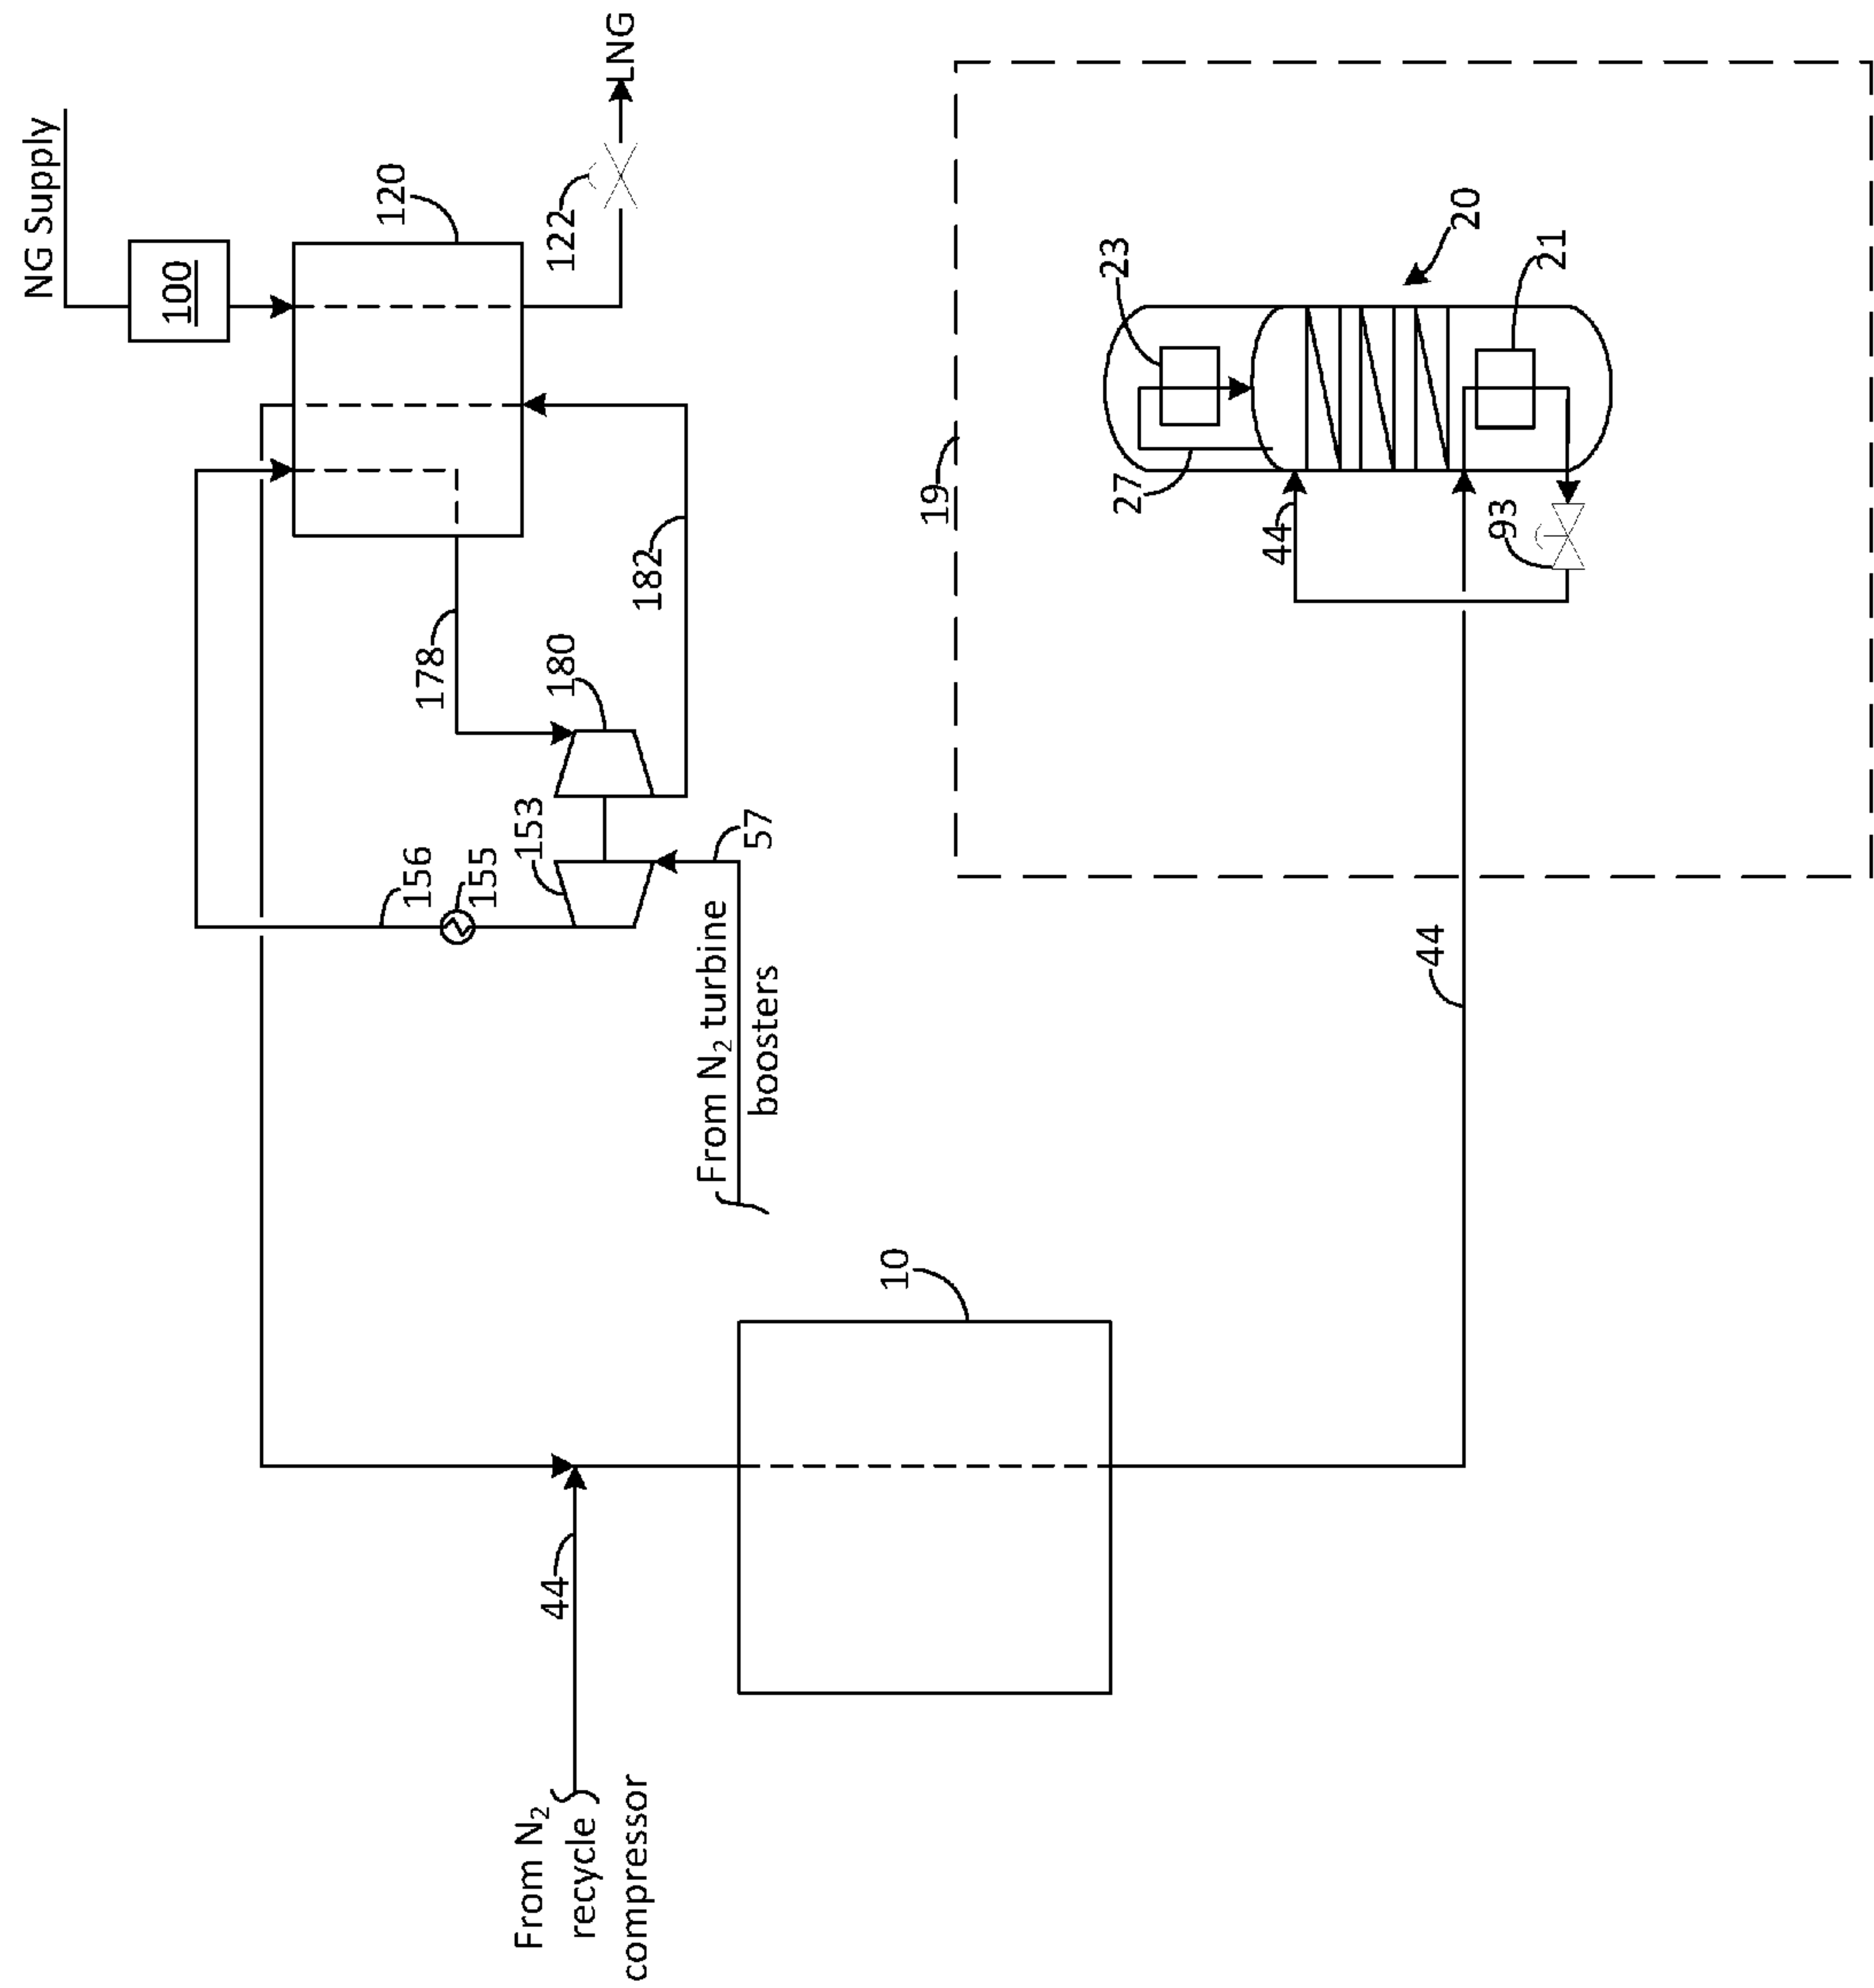 NG Supply
100
120
LNG
122
178
182
180
153
156
155
57
From N₂ turbine
boosters
19
23
20
21
27
44
93
44
10
44
From N₂
recycle
compressor